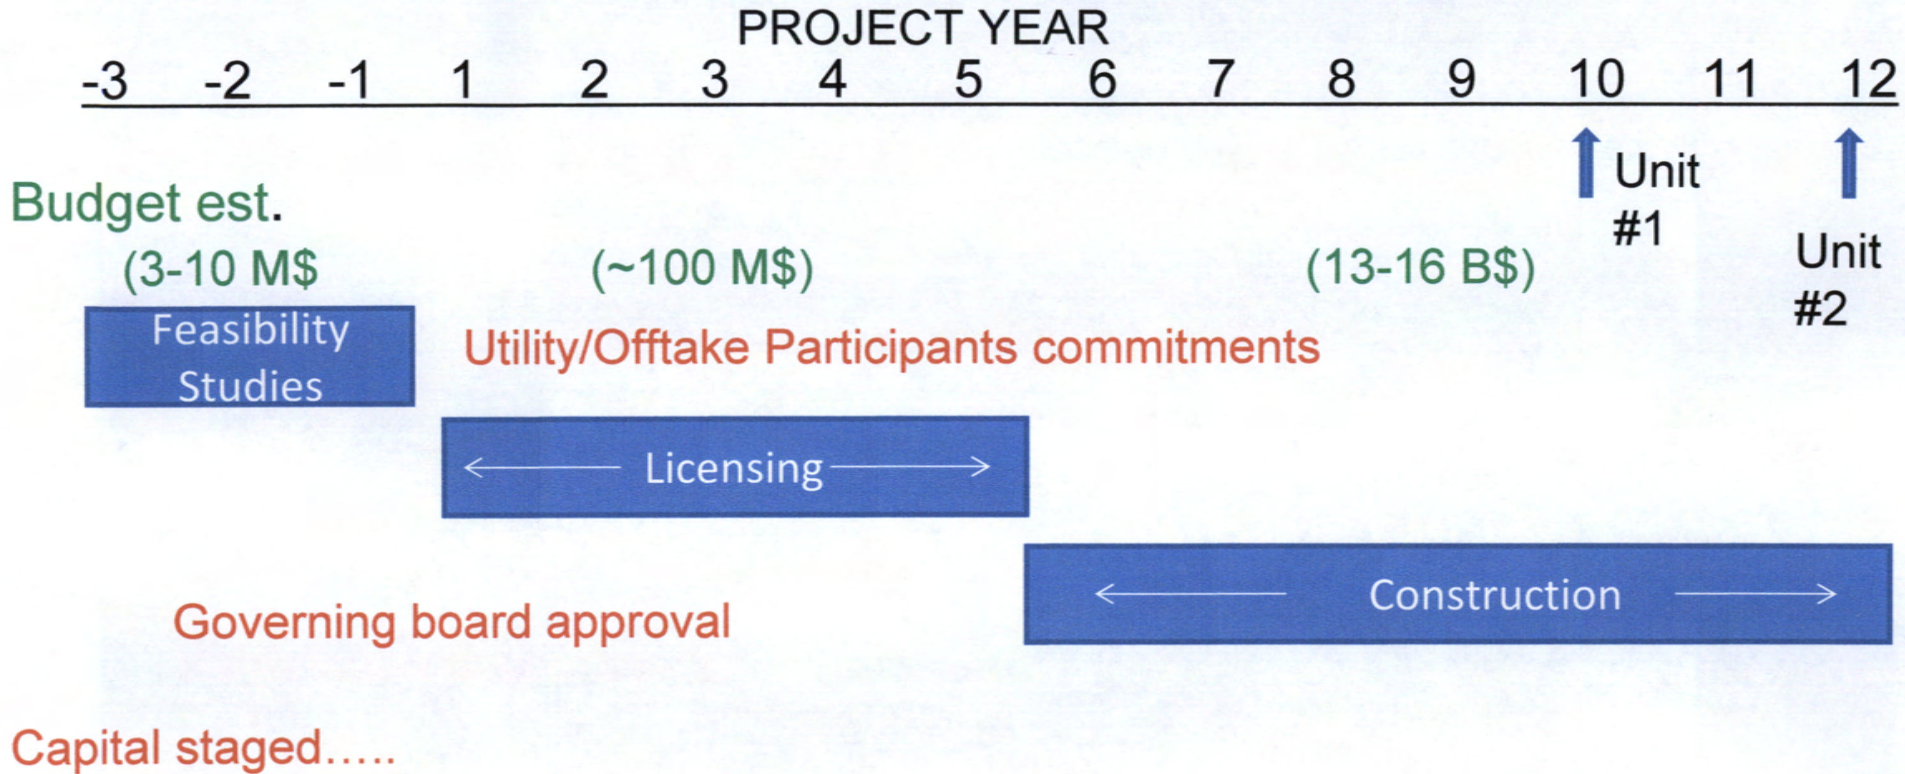 PROJECT YEAR
-3 -2 -1 1 2 3 4 5 6 7 8 9 10 11 12
Unit
#1
Unit
#2
Budget est.
(3-10 M$ (~100 M$) (13-16 B$)
Feasibility
Studies
Utility/Offtake Participants commitments
Licensing
Construction
Governing board approval
Capital staged.....